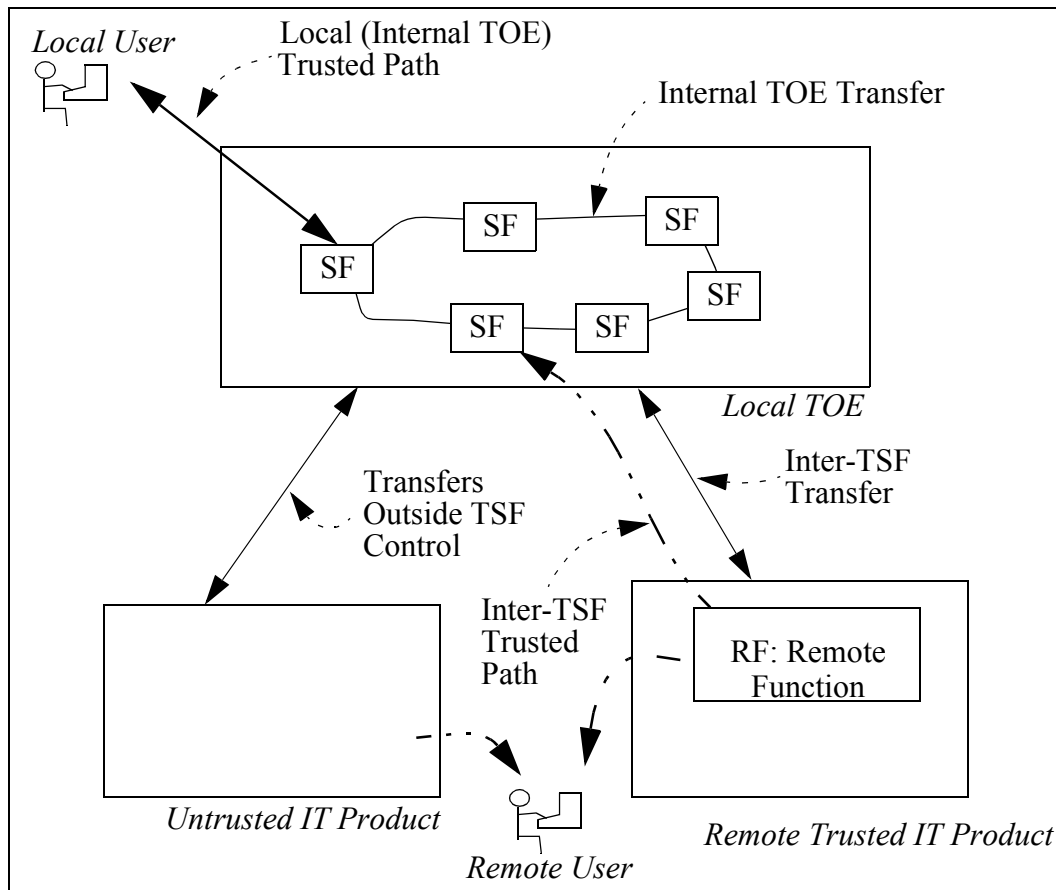 Local User
Local (Internal TOE)
Trusted Path
Internal TOE Transfer
SF
SF
SF
SF
SF
SF
Local TOE
Transfers
Outside TSF
Control
Inter-TSF
Transfer
Inter-TSF
Trusted
Path
RF: Remote
Function
Untrusted IT Product
Remote User
Remote Trusted IT Product